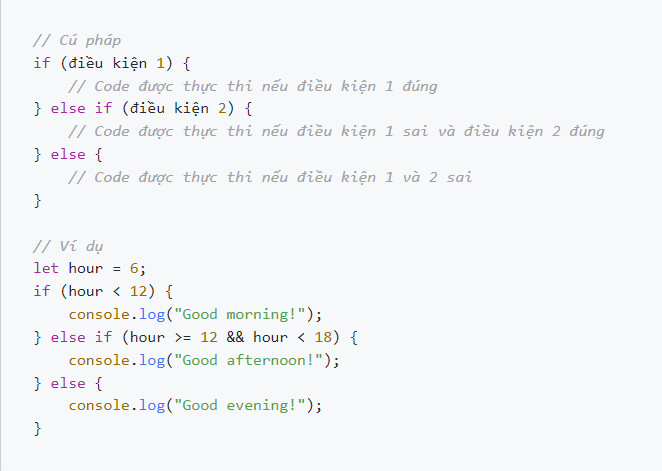 // Cú pháp
if (điều kiện 1) {
    // Code được thực thi nếu điều kiện 1 đúng
} else if (điều kiện 2) {
    // Code được thực thi nếu điều kiện 1 sai và điều kiện 2 đúng
} else {
    // Code được thực thi nếu điều kiện 1 và 2 sai
}

// Ví dụ
let hour = 6;
if (hour < 12) {
    console.log("Good morning!");
} else if (hour >= 12 && hour < 18) {
    console.log("Good afternoon!");
} else {
    console.log("Good evening!");
}